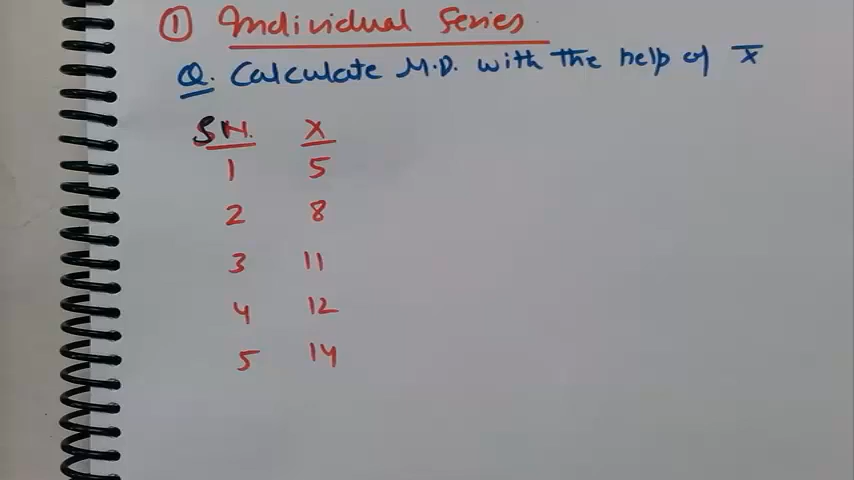 ① Individual Series.
Q. Calculate M.D. with the help of x̄
S.N. X
1 5
2 8
3 11
4 12
5 14